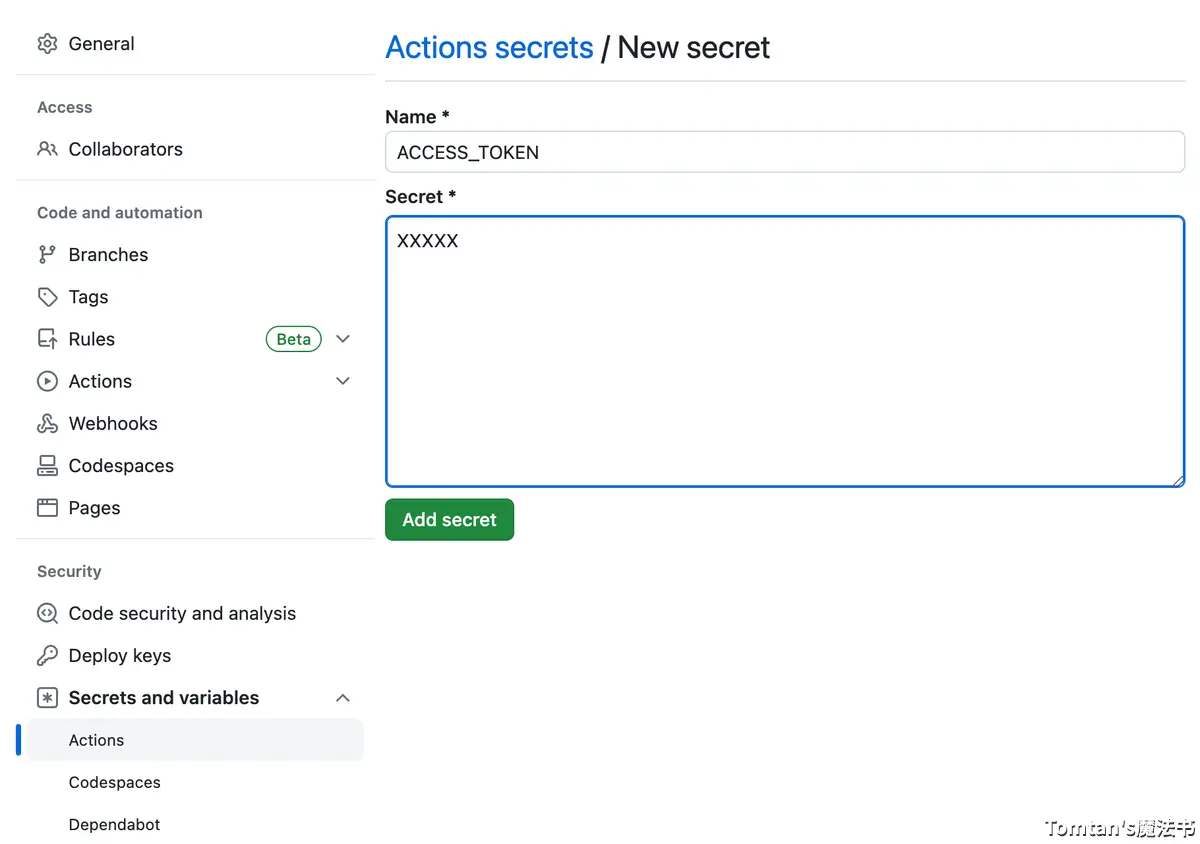 General
Access
Collaborators
Code and automation
Branches
Tags
Rules Beta
Actions
Webhooks
Codespaces
Pages
Security
Code security and analysis
Deploy keys
Secrets and variables
Actions
Codespaces
Dependabot
Actions secrets / New secret
Name *
ACCESS_TOKEN
Secret *
XXXXX
Add secret
Tomtan's魔法书